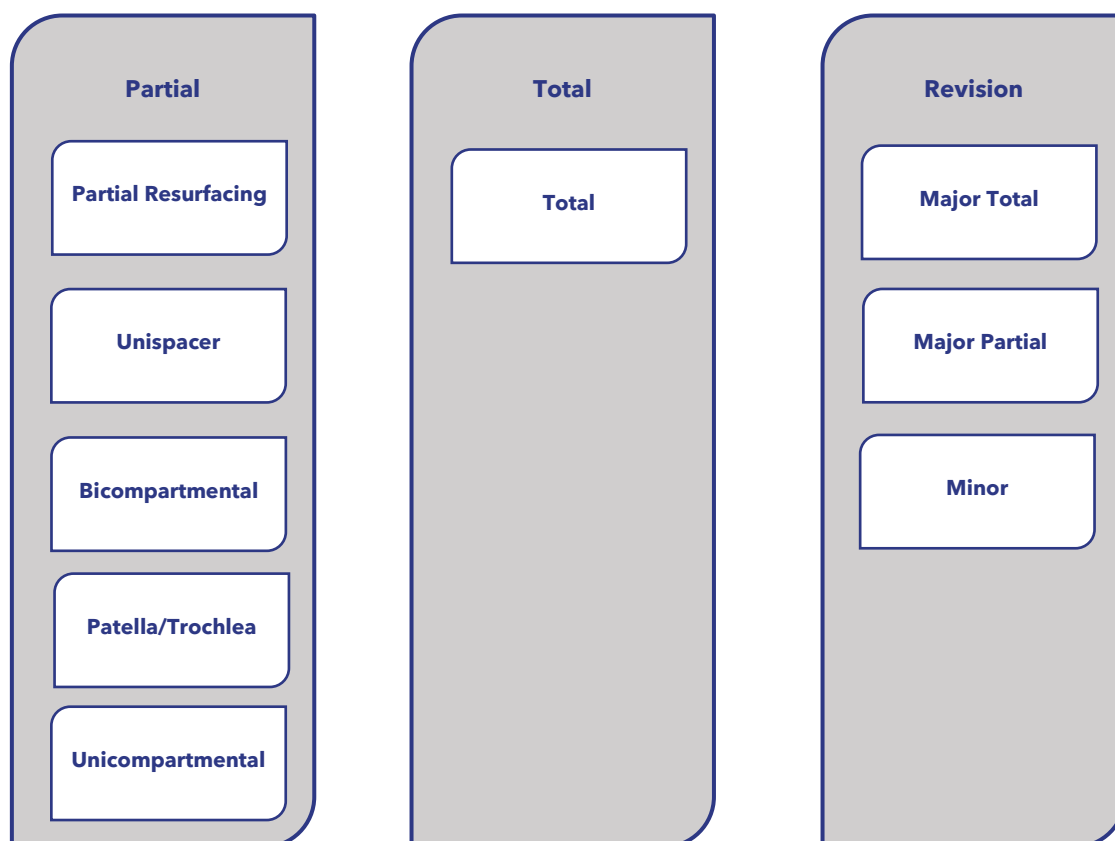 Partial
Partial Resurfacing
Unispacer
Bicompartmental
Patella/Trochlea
Unicompartmental
Total
Total
Revision
Major Total
Major Partial
Minor